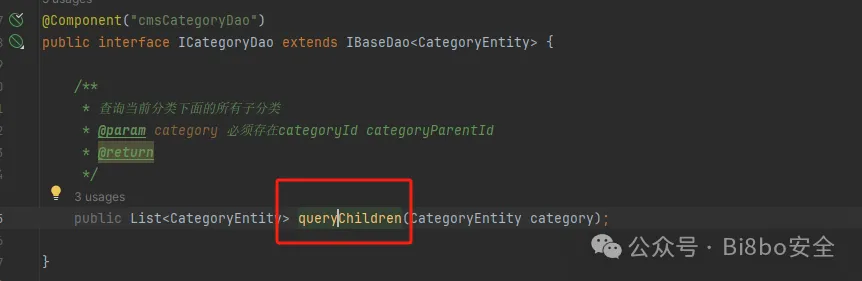 3 usages
@Component("cmsCategoryDao")
public interface ICategoryDao extends IBaseDao<CategoryEntity> {
/**
* 查询当前分类下面的所有子分类
* @param category 必须存在categoryId categoryParentId
* @return
*/
3 usages
public List<CategoryEntity> queryChildren(CategoryEntity category);
}
公众号 · Bi8bo安全